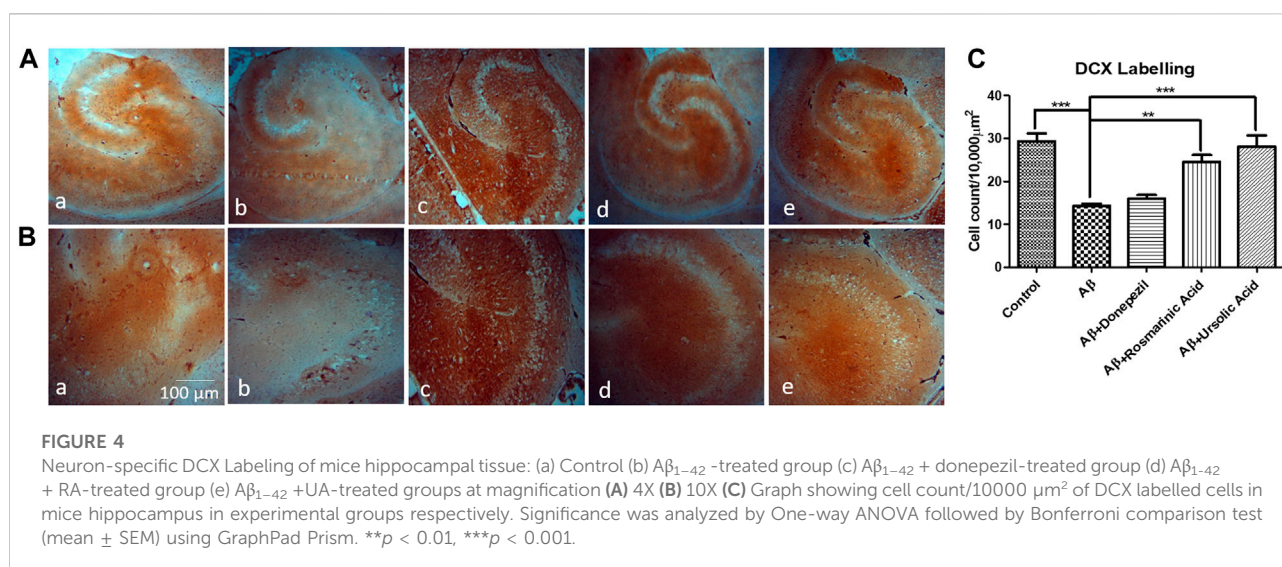 A
a
b
c
d
e
B
a
100 μm
b
c
d
e
C
DCX Labelling
***
***
**
Cell count/10,000μm²
40
30
20
10
0
Control
Aβ
Aβ+Donepezil
Aβ+Rosmarinic Acid
Aβ+Ursolic Acid
FIGURE 4
Neuron-specific DCX Labeling of mice hippocampal tissue: (a) Control (b) Aβ₁₋₄₂ -treated group (c) Aβ₁₋₄₂ + donepezil-treated group (d) Aβ₁₋₄₂
+ RA-treated group (e) Aβ₁₋₄₂ +UA-treated groups at magnification (A) 4X (B) 10X (C) Graph showing cell count/10000 μm² of DCX labelled cells in
mice hippocampus in experimental groups respectively. Significance was analyzed by One-way ANOVA followed by Bonferroni comparison test
(mean ± SEM) using GraphPad Prism. **p < 0.01, ***p < 0.001.